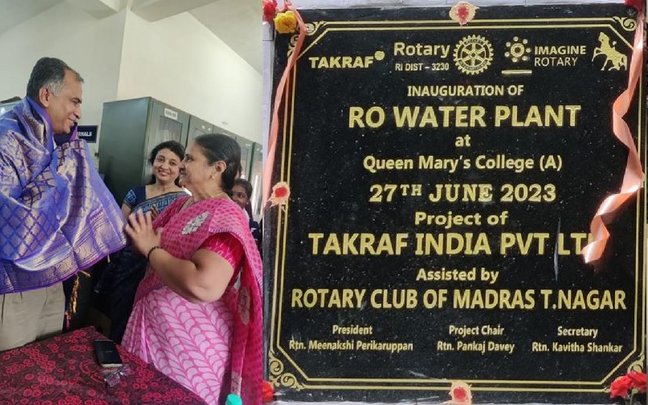 TAKRAF
Rotary
RI DIST - 3230
IMAGINE
ROTARY
INAUGURATION OF
RO WATER PLANT
at
Queen Mary's College (A)
27TH JUNE 2023
Project of
TAKRAF INDIA PVT LT
Assisted by
ROTARY CLUB OF MADRAS T.NAGAR
President
Rtn. Meenakshi Perikaruppan
Project Chair
Rtn. Pankaj Davey
Secretary
Rtn. Kavitha Shankar